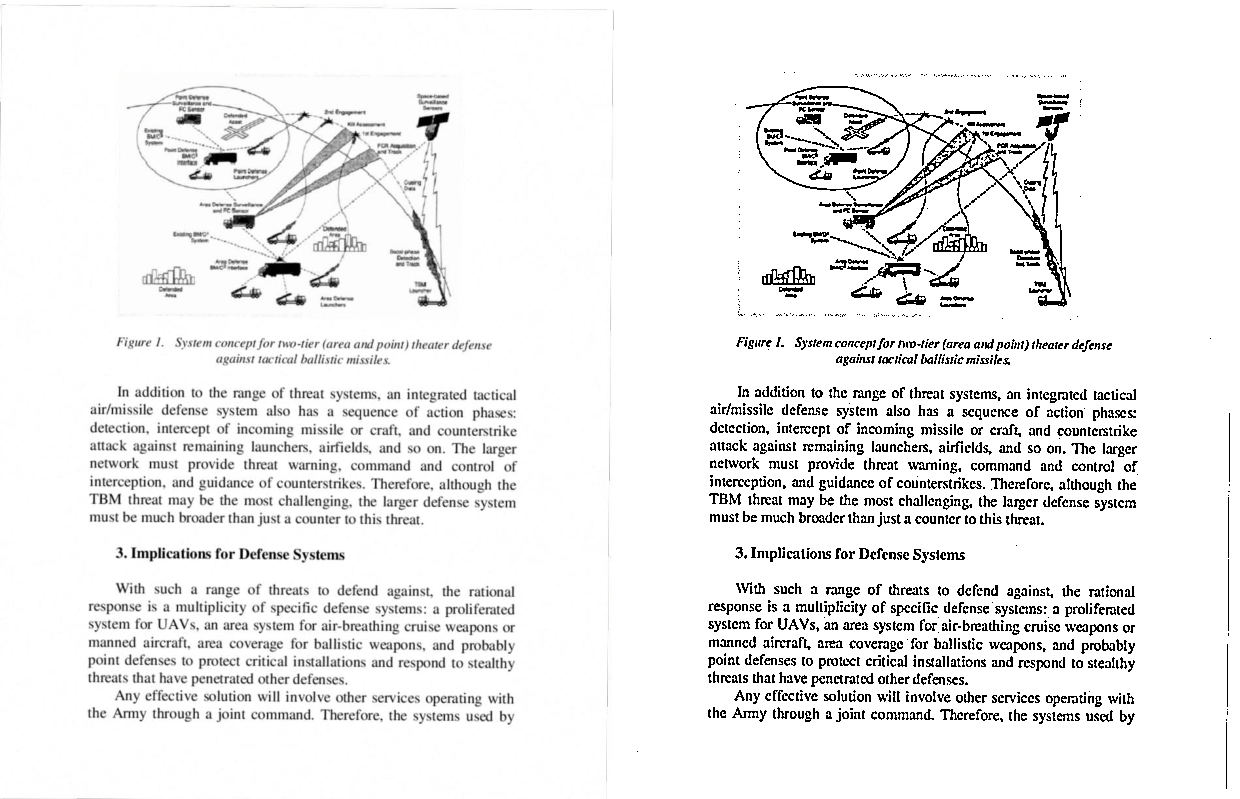 Point Defense
Surveillance and
FC Sensor
Defended
Asset
2nd Engagement
Space-based
Surveillance
Sensors
Kill Assessment
1st Engagement
Existing
BM/C³
System
Point Defense
BM/C³
Interface
FCR Acquisition
and Track
Point Defense
Launchers
Cueing
Data
Area Defense Surveillance
and FC Sensor
Existing BM/C³
System
Defended
Area
Boost-phase
Detection
and Track
Area Defense
BM/C³ Interface
TBM
Launcher
Defended
Area
Area Defense
Launchers
Figure 1. System concept for two-tier (area and point) theater defense
against tactical ballistic missiles.
In addition to the range of threat systems, an integrated tactical
air/missile defense system also has a sequence of action phases:
detection, intercept of incoming missile or craft, and counterstrike
attack against remaining launchers, airfields, and so on. The larger
network must provide threat warning, command and control of
interception, and guidance of counterstrikes. Therefore, although the
TBM threat may be the most challenging, the larger defense system
must be much broader than just a counter to this threat.
3. Implications for Defense Systems
With such a range of threats to defend against, the rational
response is a multiplicity of specific defense systems: a proliferated
system for UAVs, an area system for air-breathing cruise weapons or
manned aircraft, area coverage for ballistic weapons, and probably
point defenses to protect critical installations and respond to stealthy
threats that have penetrated other defenses.
Any effective solution will involve other services operating with
the Army through a joint command. Therefore, the systems used by
Point Defense
Surveillance and
FC Sensor
Defended
Asset
2nd Engagement
Space-based
Surveillance
Sensors
Kill Assessment
1st Engagement
Existing
BM/C³
System
Point Defense
BM/C³
Interface
FCR Acquisition
and Track
Point Defense
Launchers
Cueing
Data
Area Defense Surveillance
and FC Sensor
Existing BM/C³
System
Defended
Area
Boost-phase
Detection
and Track
Area Defense
BM/C³ Interface
TBM
Launcher
Defended
Area
Area Defense
Launchers
Figure 1. System concept for two-tier (area and point) theater defense
against tactical ballistic missiles.
In addition to the range of threat systems, an integrated tactical
air/missile defense system also has a sequence of action phases:
detection, intercept of incoming missile or craft, and counterstrike
attack against remaining launchers, airfields, and so on. The larger
network must provide threat warning, command and control of
interception, and guidance of counterstrikes. Therefore, although the
TBM threat may be the most challenging, the larger defense system
must be much broader than just a counter to this threat.
3. Implications for Defense Systems
With such a range of threats to defend against, the rational
response is a multiplicity of specific defense systems: a proliferated
system for UAVs, an area system for air-breathing cruise weapons or
manned aircraft, area coverage for ballistic weapons, and probably
point defenses to protect critical installations and respond to stealthy
threats that have penetrated other defenses.
Any effective solution will involve other services operating with
the Army through a joint command. Therefore, the systems used by